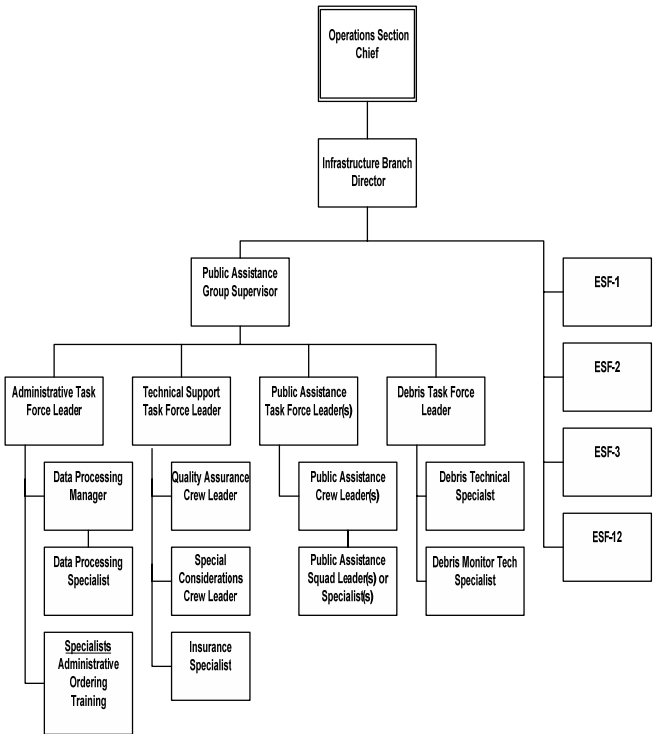 Operations Section
Chief
Infrastructure Branch
Director
Public Assistance
Group Supervisor
ESF-1
ESF-2
ESF-3
ESF-12
Administrative Task
Force Leader
Technical Support
Task Force Leader
Public Assistance
Task Force Leader(s)
Debris Task Force
Leader
Data Processing
Manager
Data Processing
Specialist
Specialists
Administrative
Ordering
Training
Quality Assurance
Crew Leader
Special
Considerations
Crew Leader
Insurance
Specialist
Public Assistance
Crew Leader(s)
Public Assistance
Squad Leader(s) or
Specialist(s)
Debris Technical
Specialst
Debris Monitor Tech
Specialist